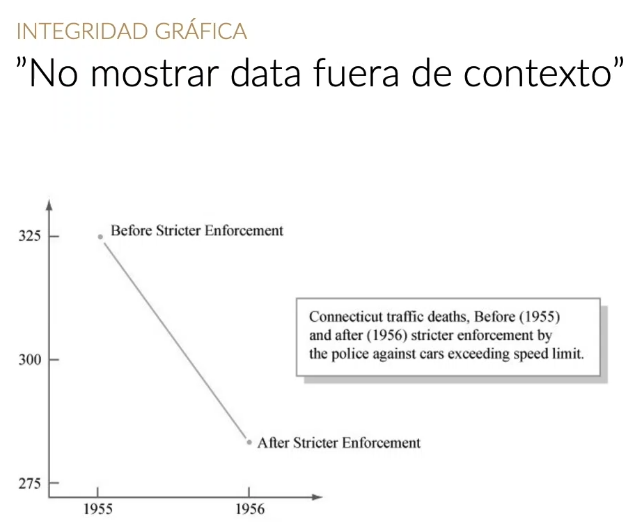 INTEGRIDAD GRÁFICA
”No mostrar data fuera de contexto”
325
Before Stricter Enforcement
Connecticut traffic deaths, Before (1955)
and after (1956) stricter enforcement by
the police against cars exceeding speed limit.
300
After Stricter Enforcement
275
1955
1956